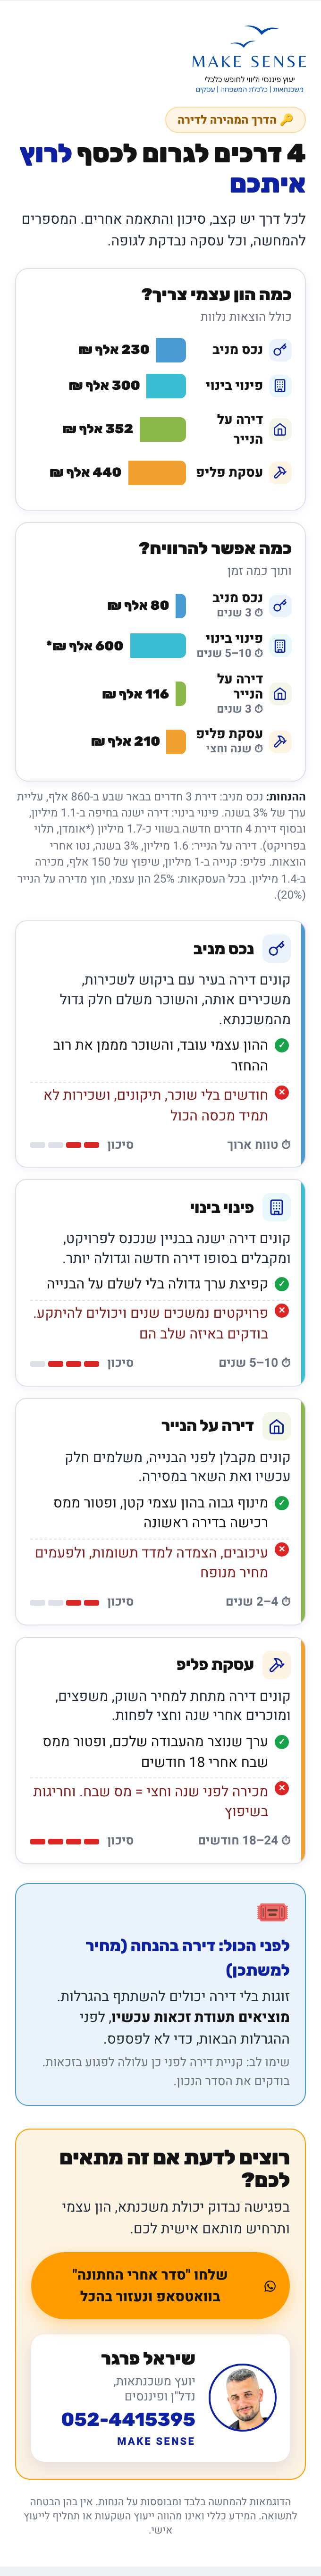 MAKE SENSE
יעוץ פיננסי וליווי לחופש כלכלי
משכנתאות | כלכלת המשפחה | עסקים
🔑 הדרך המהירה לדירה
4 דרכים לגרום לכסף לרוץ
איתכם
לכל דרך יש קצב, סיכון והתאמה אחרים. המספרים
להמחשה, וכל עסקה נבדקת לגופה.
כמה הון עצמי צריך?
כולל הוצאות נלוות
נכס מניב 230 אלף ₪
פינוי בינוי 300 אלף ₪
דירה על
הנייר 352 אלף ₪
עסקת פליפ 440 אלף ₪
כמה אפשר להרוויח?
ותוך כמה זמן
נכס מניב 80 אלף ₪
⏱ 3 שנים
פינוי בינוי 600 אלף ₪*
⏱ 5–10 שנים
דירה על
הנייר 116 אלף ₪
⏱ 3 שנים
עסקת פליפ 210 אלף ₪
⏱ שנה וחצי
ההנחות: נכס מניב: דירת 3 חדרים בבאר שבע ב-860 אלף, עליית
ערך של 3% בשנה. פינוי בינוי: דירה ישנה בחיפה ב-1.1 מיליון,
ובסוף דירת 4 חדרים חדשה בשווי כ-1.7 מיליון (*אומדן, תלוי
בפרויקט). דירה על הנייר: 1.6 מיליון, 3% בשנה, נטו אחרי
הוצאות. פליפ: קנייה ב-1 מיליון, שיפוץ של 150 אלף, מכירה
ב-1.4 מיליון. בכל העסקאות: 25% הון עצמי, חוץ מדירה על הנייר
(20%).
נכס מניב
קונים דירה בעיר עם ביקוש לשכירות,
משכירים אותה, והשוכר משלם חלק גדול
מהמשכנתא.
ההון עצמי עובד, והשוכר מממן את רוב
ההחזר
חודשים בלי שוכר, תיקונים, ושכירות לא
תמיד מכסה הכול
⏱ טווח ארוך סיכון
פינוי בינוי
קונים דירה ישנה בבניין שנכנס לפרויקט,
ומקבלים בסופו דירה חדשה וגדולה יותר.
קפיצת ערך גדולה בלי לשלם על הבנייה
פרויקטים נמשכים שנים ויכולים להיתקע.
בודקים באיזה שלב הם
⏱ 5–10 שנים סיכון
דירה על הנייר
קונים מקבלן לפני הבנייה, משלמים חלק
עכשיו ואת השאר במסירה.
מינוף גבוה בהון עצמי קטן, ופטור ממס
רכישה בדירה ראשונה
עיכובים, הצמדה למדד תשומות, ולפעמים
מחיר מנופח
⏱ 2–4 שנים סיכון
עסקת פליפ
קונים דירה מתחת למחיר השוק, משפצים,
ומוכרים אחרי שנה וחצי לפחות.
ערך שנוצר מהעבודה שלכם, ופטור ממס
שבח אחרי 18 חודשים
מכירה לפני שנה וחצי = מס שבח. וחריגות
בשיפוץ
⏱ 18–24 חודשים סיכון
לפני הכול: דירה בהנחה (מחיר
למשתכן)
זוגות בלי דירה יכולים להשתתף בהגרלות.
מוציאים תעודת זכאות עכשיו, לפני
ההגרלות הבאות, כדי לא לפספס.
שימו לב: קניית דירה לפני כן עלולה לפגוע בזכאות.
בודקים את הסדר הנכון.
רוצים לדעת אם זה מתאים
לכם?
בפגישה נבדוק יכולת משכנתא, הון עצמי
ותרחיש מותאם אישית לכם.
שלחו "סדר אחרי החתונה"
בוואטסאפ ונעזור בהכל
שיראל פרגר
יועץ משכנתאות,
נדל"ן ופיננסים
052-4415395
MAKE SENSE
הדוגמאות להמחשה בלבד ומבוססות על הנחות. אין בהן הבטחה
לתשואה. המידע כללי ואינו מהווה ייעוץ השקעות או תחליף לייעוץ
אישי.